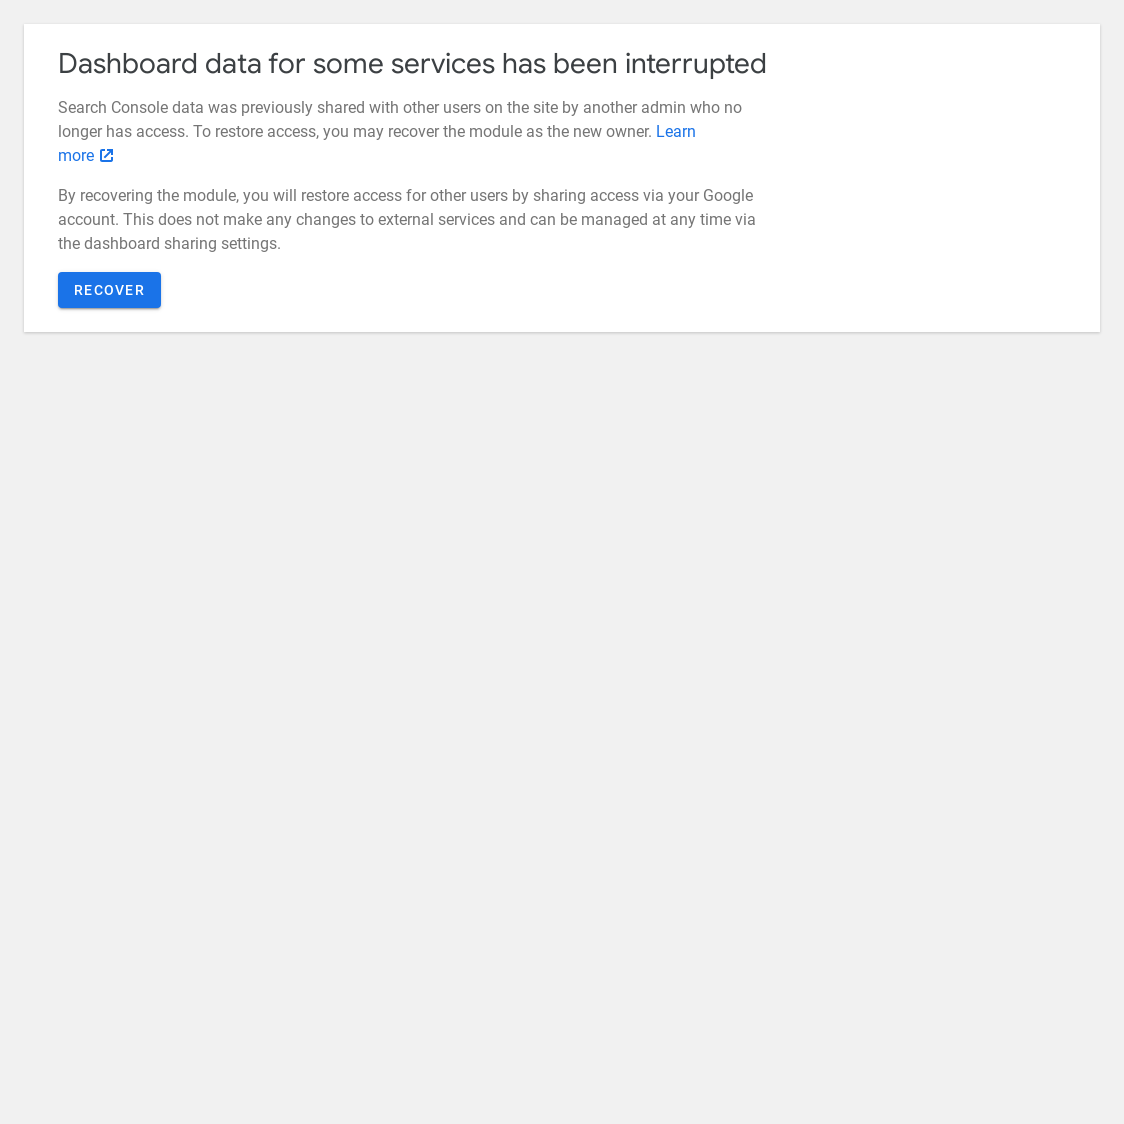 Dashboard data for some services has been interrupted
Search Console data was previously shared with other users on the site by another admin who no
longer has access. To restore access, you may recover the module as the new owner. Learn
more
By recovering the module, you will restore access for other users by sharing access via your Google
account. This does not make any changes to external services and can be managed at any time via
the dashboard sharing settings.
RECOVER